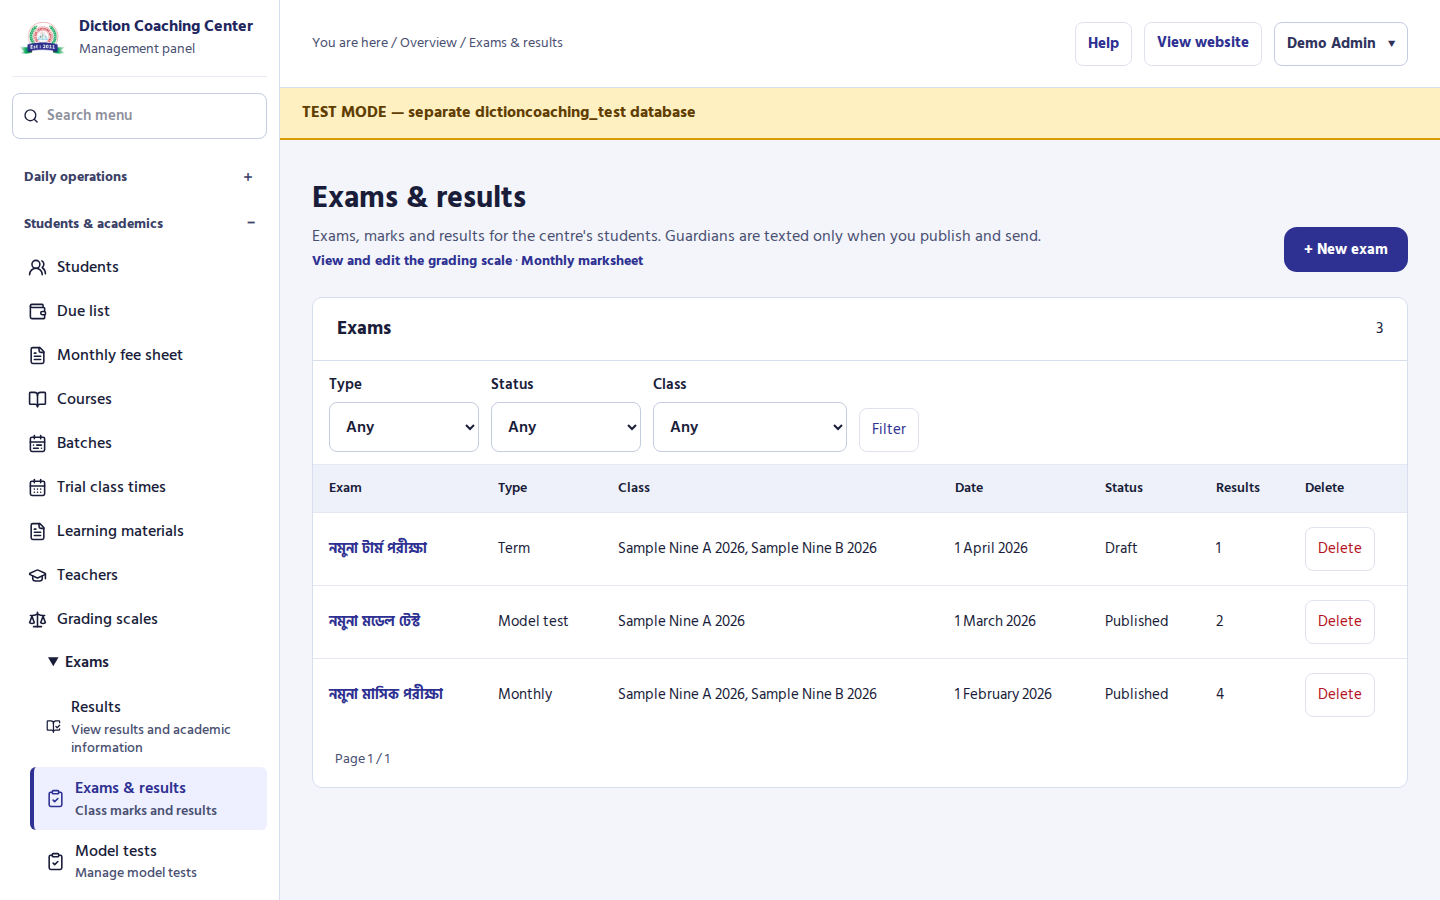 Diction Coaching Center
Management panel
Est : 2011
Search menu
Daily operations +
Students & academics −
Students
Due list
Monthly fee sheet
Courses
Batches
Trial class times
Learning materials
Teachers
Grading scales
▼ Exams
Results
View results and academic
information
Exams & results
Class marks and results
Model tests
Manage model tests
You are here / Overview / Exams & results
Help
View website
Demo Admin ▾
TEST MODE — separate dictioncoaching_test database
Exams & results
Exams, marks and results for the centre's students. Guardians are texted only when you publish and send.
View and edit the grading scale · Monthly marksheet
+ New exam
Exams 3
Type Status Class
Any Any Any Filter
Exam Type Class Date Status Results Delete
নমুনা টার্ম পরীক্ষা Term Sample Nine A 2026, Sample Nine B 2026 1 April 2026 Draft 1 Delete
নমুনা মডেল টেস্ট Model test Sample Nine A 2026 1 March 2026 Published 2 Delete
নমুনা মাসিক পরীক্ষা Monthly Sample Nine A 2026, Sample Nine B 2026 1 February 2026 Published 4 Delete
Page 1 / 1